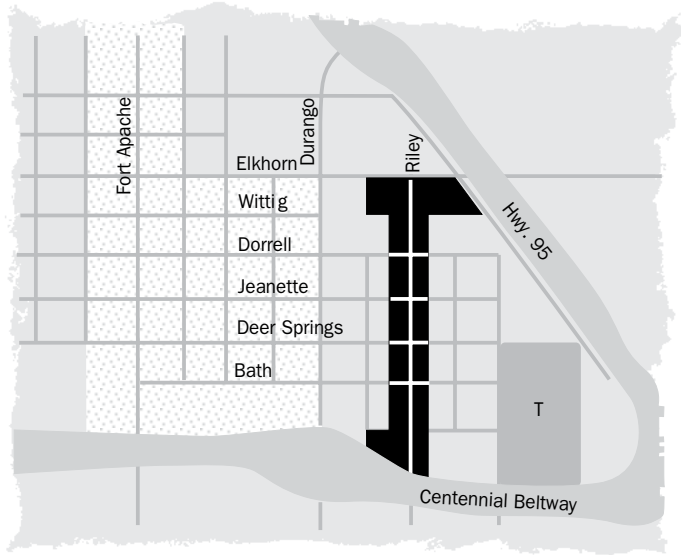 Fort Apache
Durango
Riley
Elkhorn
Wittig
Hwy. 95
Dorrell
Jeanette
Deer Springs
Bath
T
Centennial Beltway